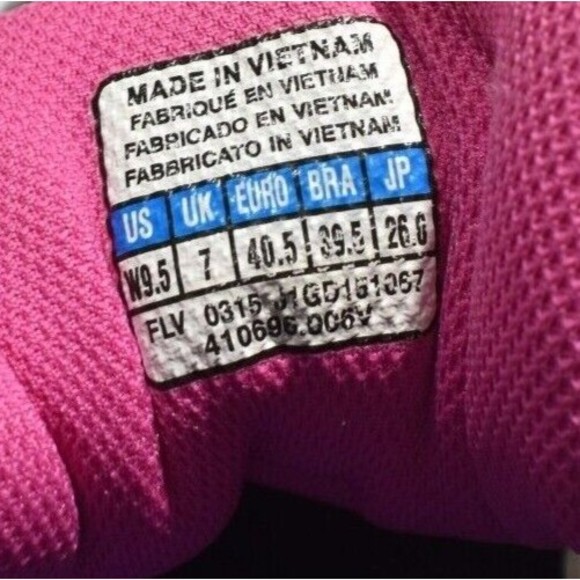 MADE IN VIETNAM
FABRIQUÉ EN VIETNAM
FABRICADO EN VIETNAM
FABBRICATO IN VIETNAM
US UK EURO BRA JP
W9.5 7 40.5 39.5 26.0
FLV 0315 J1GD151067
410696.006V